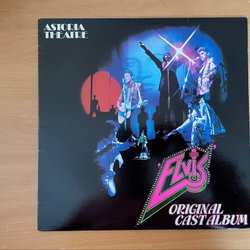 ASTORIA
THEATRE
ELVIS
ORIGINAL
CAST ALBUM